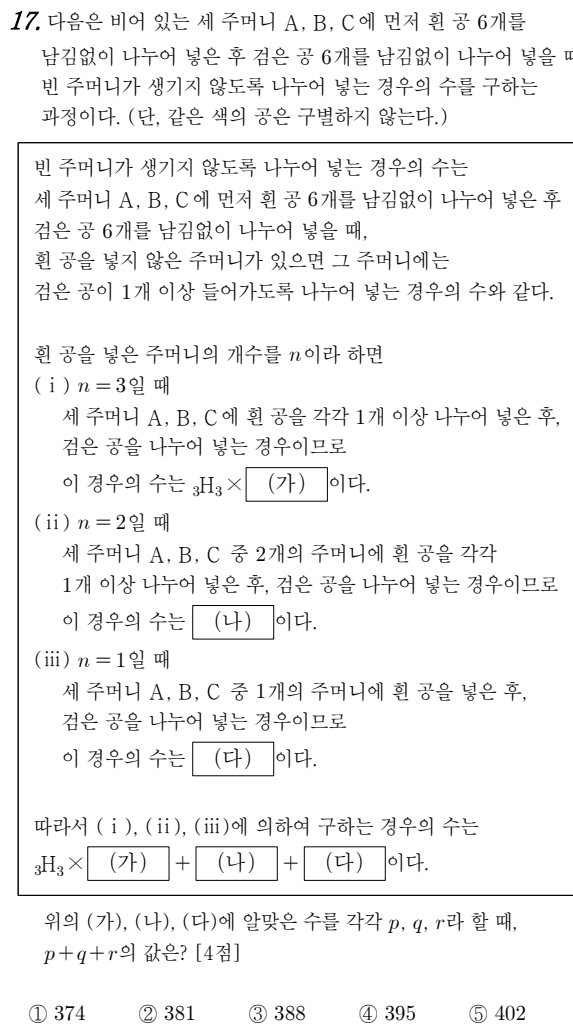 17. 다음은 비어 있는 세 주머니 A, B, C에 먼저 흰 공 6개를
남김없이 나누어 넣은 후 검은 공 6개를 남김없이 나누어 넣을 때
빈 주머니가 생기지 않도록 나누어 넣는 경우의 수를 구하는
과정이다. (단, 같은 색의 공은 구별하지 않는다.)
빈 주머니가 생기지 않도록 나누어 넣는 경우의 수는
세 주머니 A, B, C에 먼저 흰 공 6개를 남김없이 나누어 넣은 후
검은 공 6개를 남김없이 나누어 넣을 때,
흰 공을 넣지 않은 주머니가 있으면 그 주머니에는
검은 공이 1개 이상 들어가도록 나누어 넣는 경우의 수와 같다.
흰 공을 넣은 주머니의 개수를 n이라 하면
(ⅰ) n=3일 때
세 주머니 A, B, C에 흰 공을 각각 1개 이상 나누어 넣은 후,
검은 공을 나누어 넣는 경우이므로
이 경우의 수는 ₃H₃× (가) 이다.
(ⅱ) n=2일 때
세 주머니 A, B, C 중 2개의 주머니에 흰 공을 각각
1개 이상 나누어 넣은 후, 검은 공을 나누어 넣는 경우이므로
이 경우의 수는 (나) 이다.
(ⅲ) n=1일 때
세 주머니 A, B, C 중 1개의 주머니에 흰 공을 넣은 후,
검은 공을 나누어 넣는 경우이므로
이 경우의 수는 (다) 이다.
따라서 (ⅰ), (ⅱ), (ⅲ)에 의하여 구하는 경우의 수는
₃H₃× (가) + (나) + (다) 이다.
위의 (가), (나), (다)에 알맞은 수를 각각 p, q, r라 할 때,
p+q+r의 값은? [4점]
① 374 ② 381 ③ 388 ④ 395 ⑤ 402